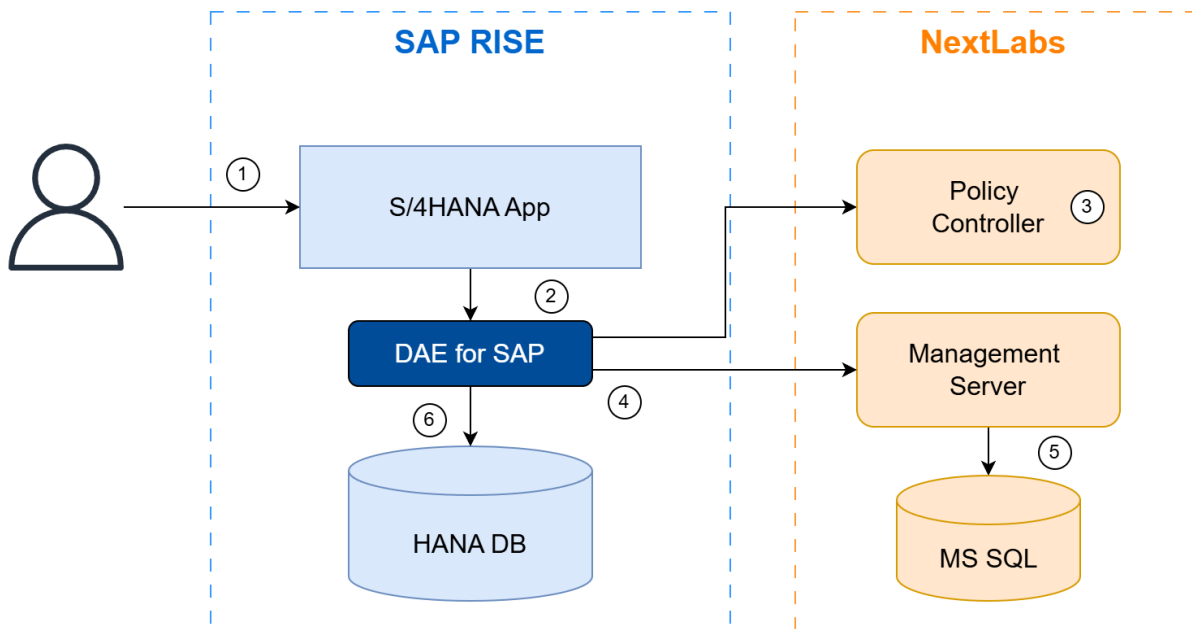 SAP RISE
NextLabs
1
S/4HANA App
Policy
Controller
3
2
DAE for SAP
4
Management
Server
6
5
HANA DB
MS SQL